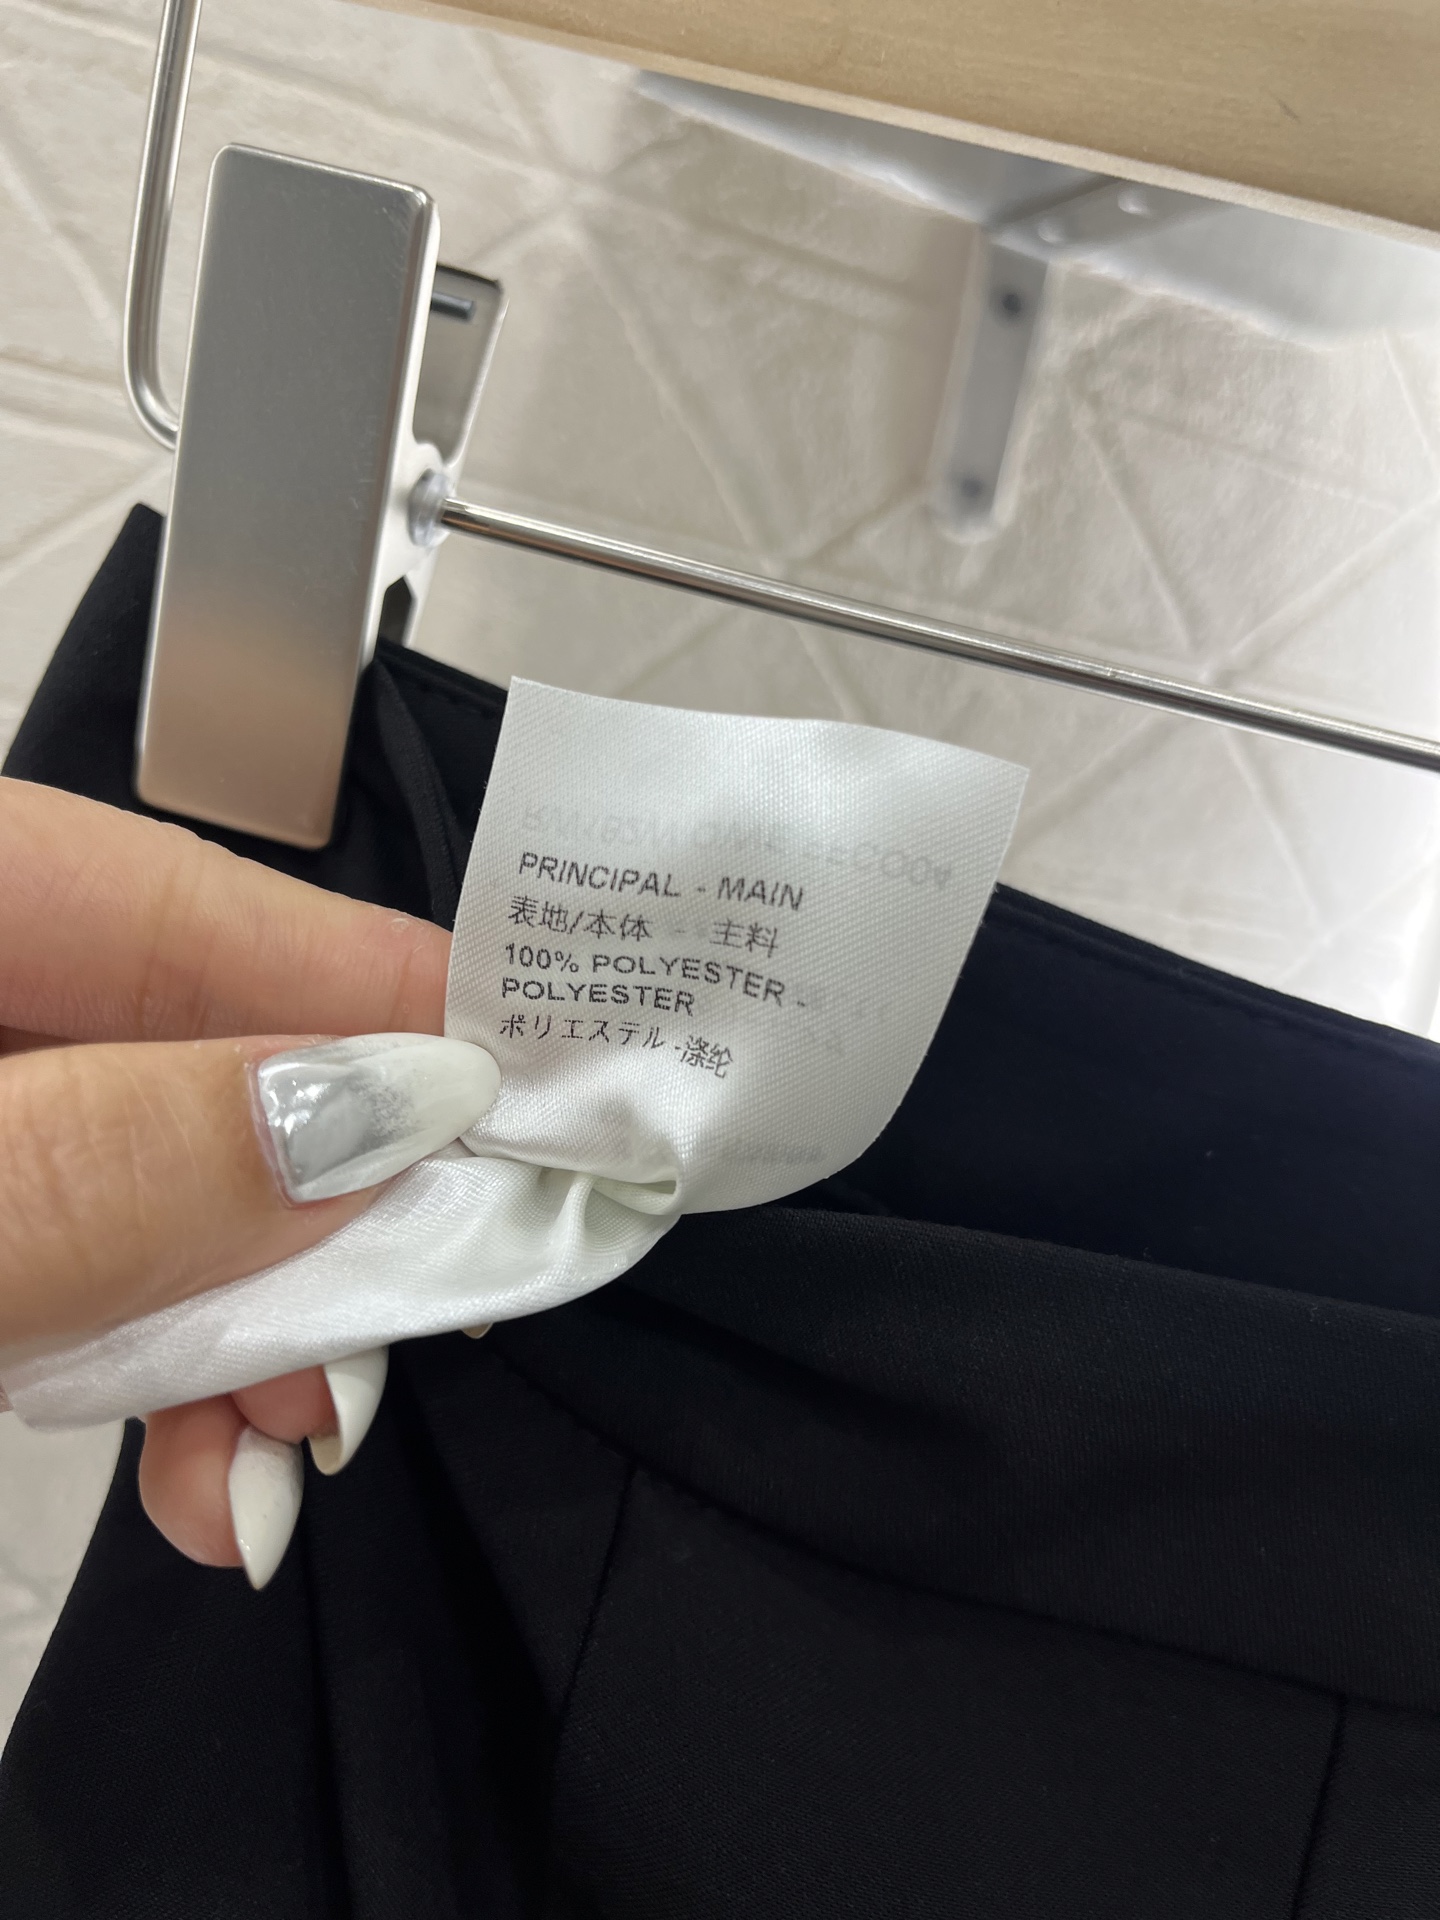 PRINCIPAL - MAIN
表地/本体 - 主料
100% POLYESTER -
POLYESTER
ポリエステル -涤纶